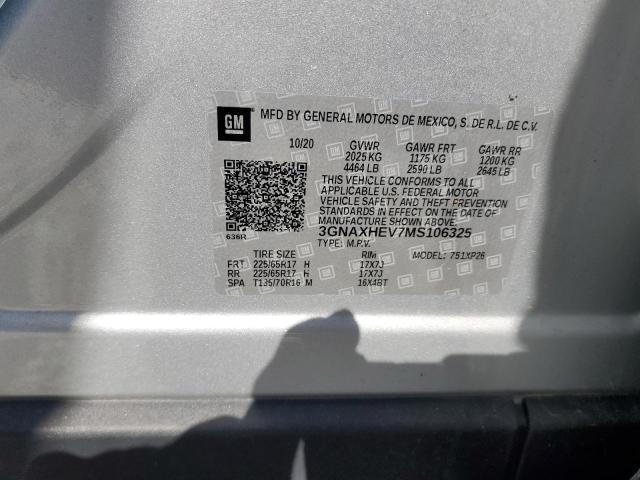 GM MFD BY GENERAL MOTORS DE MEXICO, S. DE R.L. DE C.V.
10/20 GVWR GAWR FRT GAWR RR
2025 KG 1175 KG 1200 KG
4464 LB 2590 LB 2645 LB
THIS VEHICLE CONFORMS TO ALL
APPLICABLE U.S. FEDERAL MOTOR
VEHICLE SAFETY AND THEFT PREVENTION
STANDARDS IN EFFECT ON THE DATE OF
MANUFACTURE SHOWN ABOVE.
3GNAXHEV7MS106325
636R TYPE: M.P.V. MODEL: 751XP26
TIRE SIZE RIM
FRT 225/65R17 H 17X7J
RR 225/65R17 H 17X7J
SPA T135/70R16 M 16X4BT